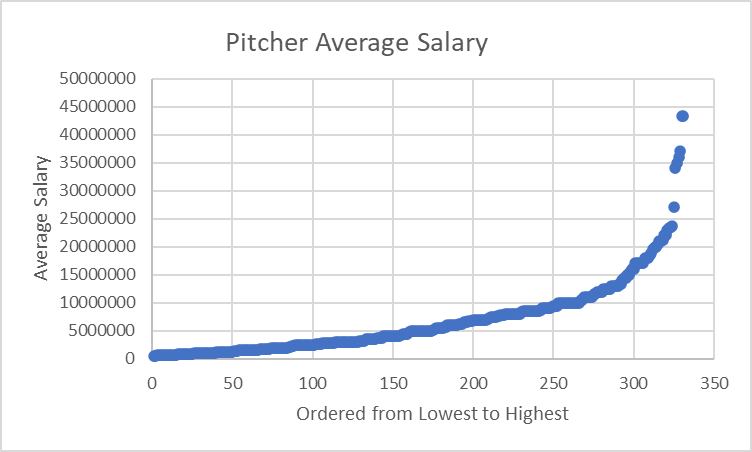 Pitcher Average Salary
50000000
45000000
40000000
35000000
30000000
25000000
20000000
15000000
10000000
5000000
0
Average Salary
0 50 100 150 200 250 300 350
Ordered from Lowest to Highest